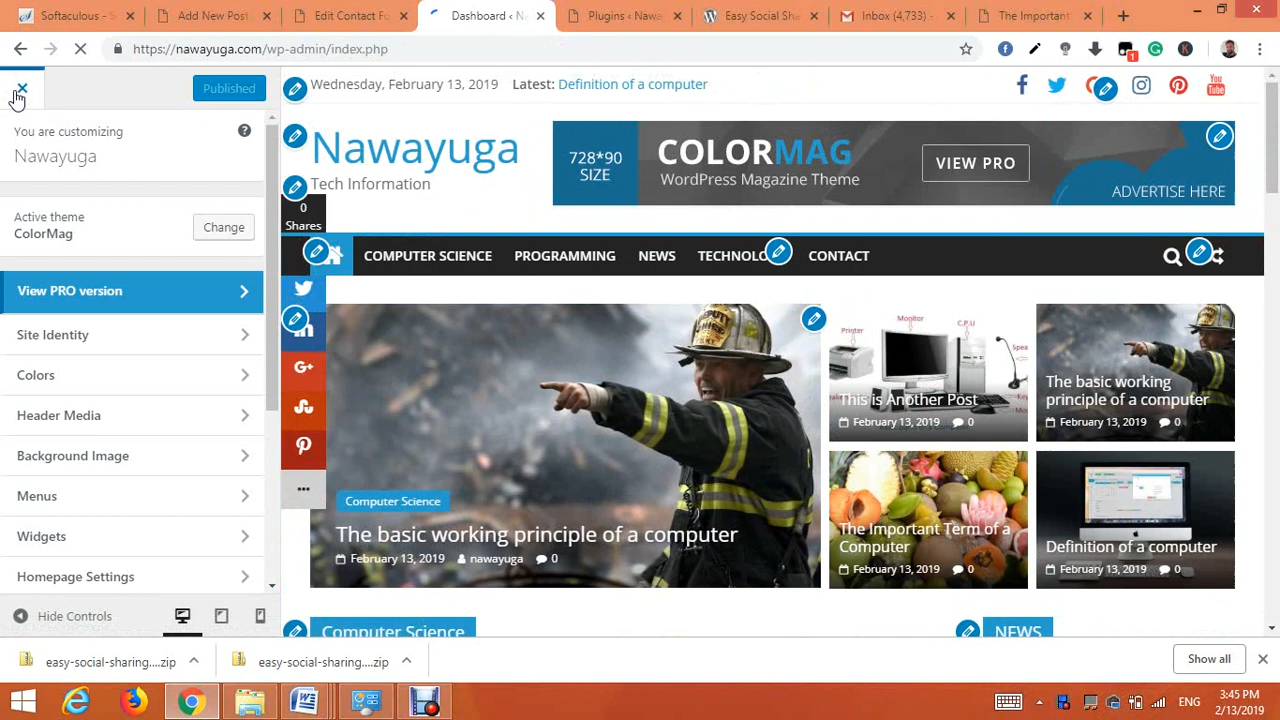 Softaculous - S
Add New Post
Edit Contact Fo
Dashboard ‹ N
Plugins ‹ Nawa
Easy Social Sha
Inbox (4,733) -
The Important
https://nawayuga.com/wp-admin/index.php
1
Published
You are customizing
Nawayuga
Active theme
ColorMag
Change
View PRO version
Site Identity
Colors
Header Media
Background Image
Menus
Widgets
Homepage Settings
Hide Controls
Wednesday, February 13, 2019
Latest: Definition of a computer
You
Tube
Nawayuga
Tech Information
728*90
SIZE
COLORMAG
WordPress Magazine Theme
VIEW PRO
ADVERTISE HERE
0
Shares
COMPUTER SCIENCE
PROGRAMMING
NEWS
TECHNOLO
CONTACT
Computer Science
The basic working principle of a computer
February 13, 2019
nawayuga
0
Monitor
Printer
C.P.U
Spea
This is Another Post
February 13, 2019
0
The basic working
principle of a computer
February 13, 2019
0
The Important Term of a
Computer
February 13, 2019
0
Definition of a computer
February 13, 2019
0
Computer Science
NEWS
easy-social-sharing....zip
easy-social-sharing....zip
Show all
ENG
3:45 PM
2/13/2019